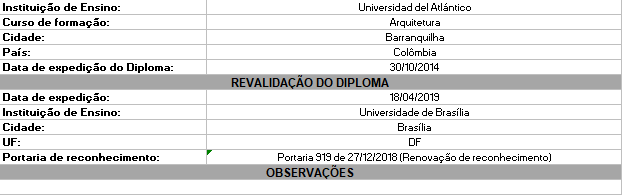 Instituição de Ensino: Universidad del Atlántico
Curso de formação: Arquitetura
Cidade: Barranquilha
País: Colômbia
Data de expedição do Diploma: 30/10/2014
REVALIDAÇÃO DO DIPLOMA
Data de expedição: 18/04/2019
Instituição de Ensino: Universidade de Brasília
Cidade: Brasília
UF: DF
Portaria de reconhecimento: Portaria 919 de 27/12/2018 (Renovação de reconhecimento)
OBSERVAÇÕES